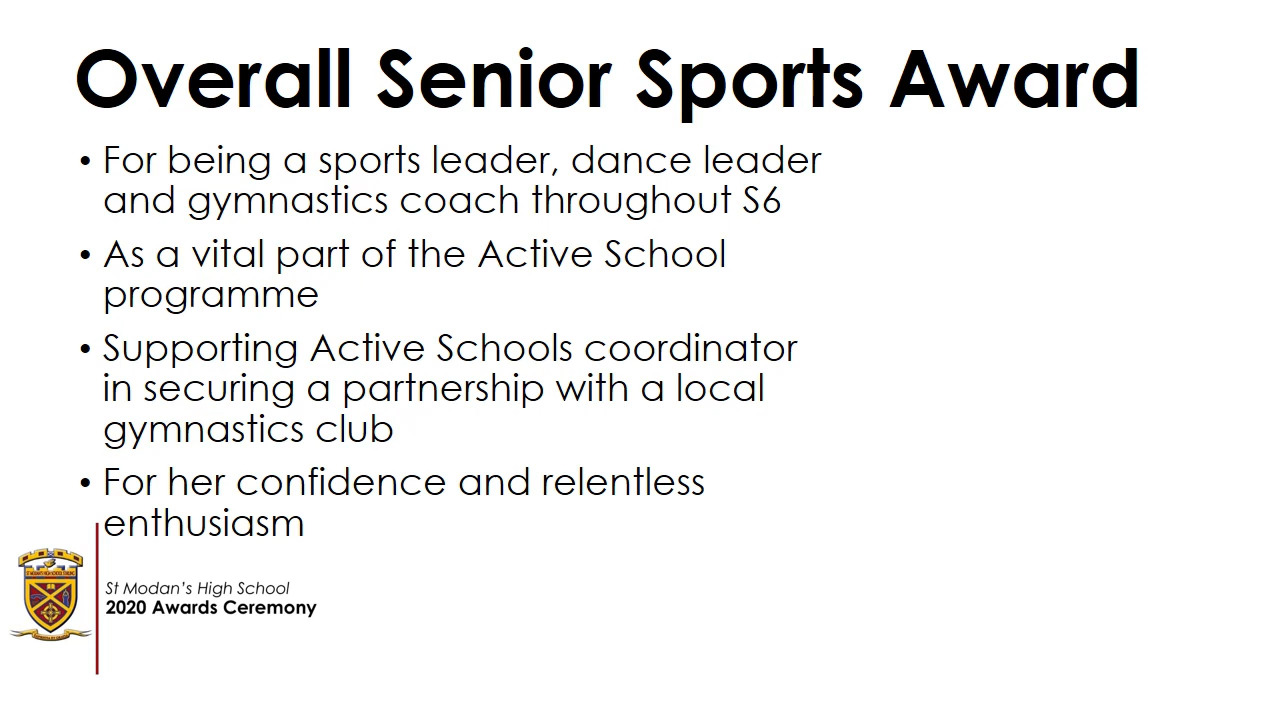 Overall Senior Sports Award
• For being a sports leader, dance leader
and gymnastics coach throughout S6
• As a vital part of the Active School
programme
• Supporting Active Schools coordinator
in securing a partnership with a local
gymnastics club
• For her confidence and relentless
enthusiasm
St Modan's High School
2020 Awards Ceremony